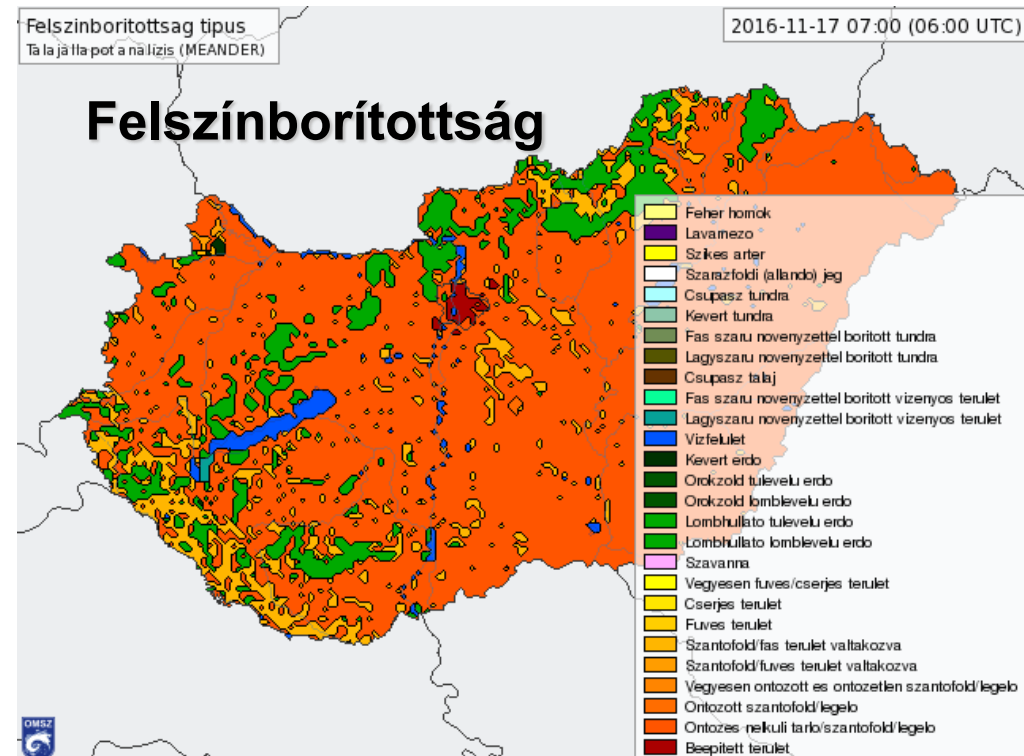 Felszinboritottsag tipus
Talajállapot analízis (MEANDER)
2016-11-17 07:00 (06:00 UTC)
Felszínborítottság
Feher homok
Lavamezo
Szikes arter
Szarazfoldi (allando) jeg
Csupasz tundra
Kevert tundra
Fas szaru novenyzettel boritott tundra
Lagyszaru novenyzettel boritott tundra
Csupasz talaj
Fas szaru novenyzettel boritott vizenyos terulet
Lagyszaru novenyzettel boritott vizenyos terulet
Vizfelulet
Kevert erdo
Orokzold tulevelu erdo
Orokzold lomblevelu erdo
Lombhullato tulevelu erdo
Lombhullato lomblevelu erdo
Szavanna
Vegyesen fuves/cserjes terulet
Cserjes terulet
Fuves terulet
Szantofold/fas terulet valtakozva
Szantofold/fuves terulet valtakozva
Vegyesen ontozott es ontozetlen szantofold/legelo
Ontozott szantofold/legelo
Ontozes nelkuli tarlo/szantofold/legelo
Beepitett terulet
OMSZ